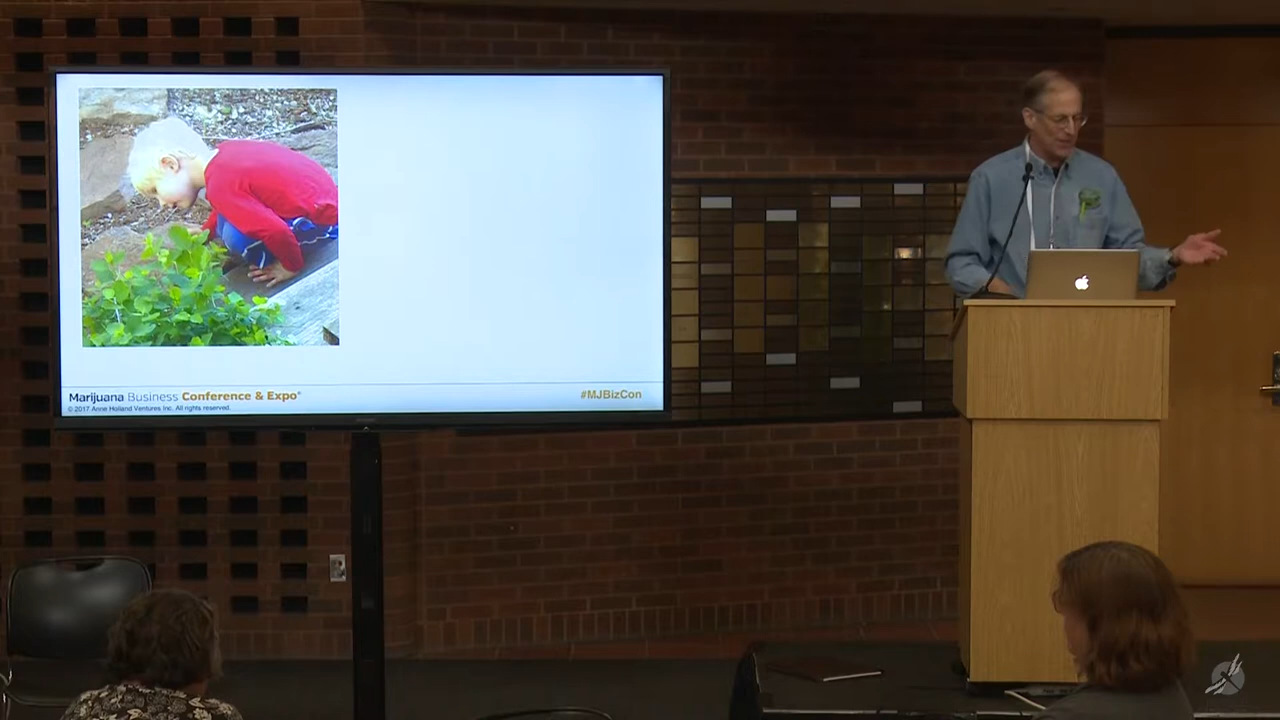 Marijuana Business Conference & Expo®
#MJBizCon
© 2017 Anne Holland Ventures Inc. All rights reserved.